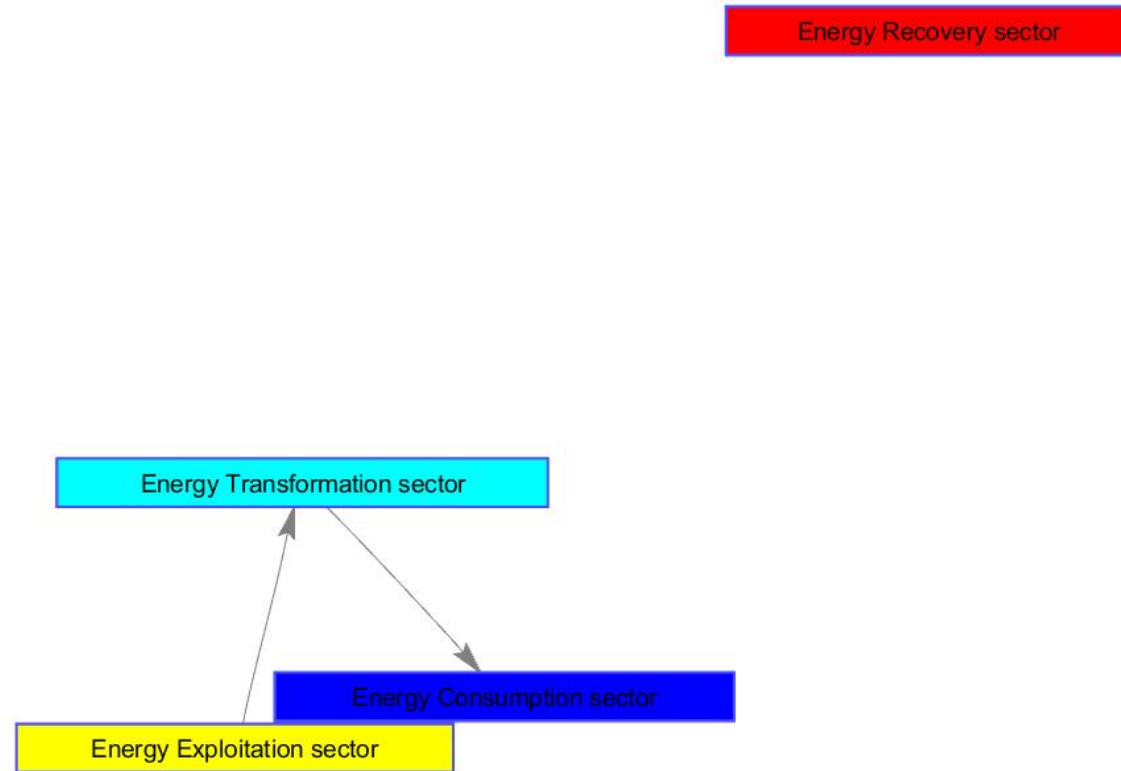 Energy Recovery sector
Energy Transformation sector
Energy Consumption sector
Energy Exploitation sector